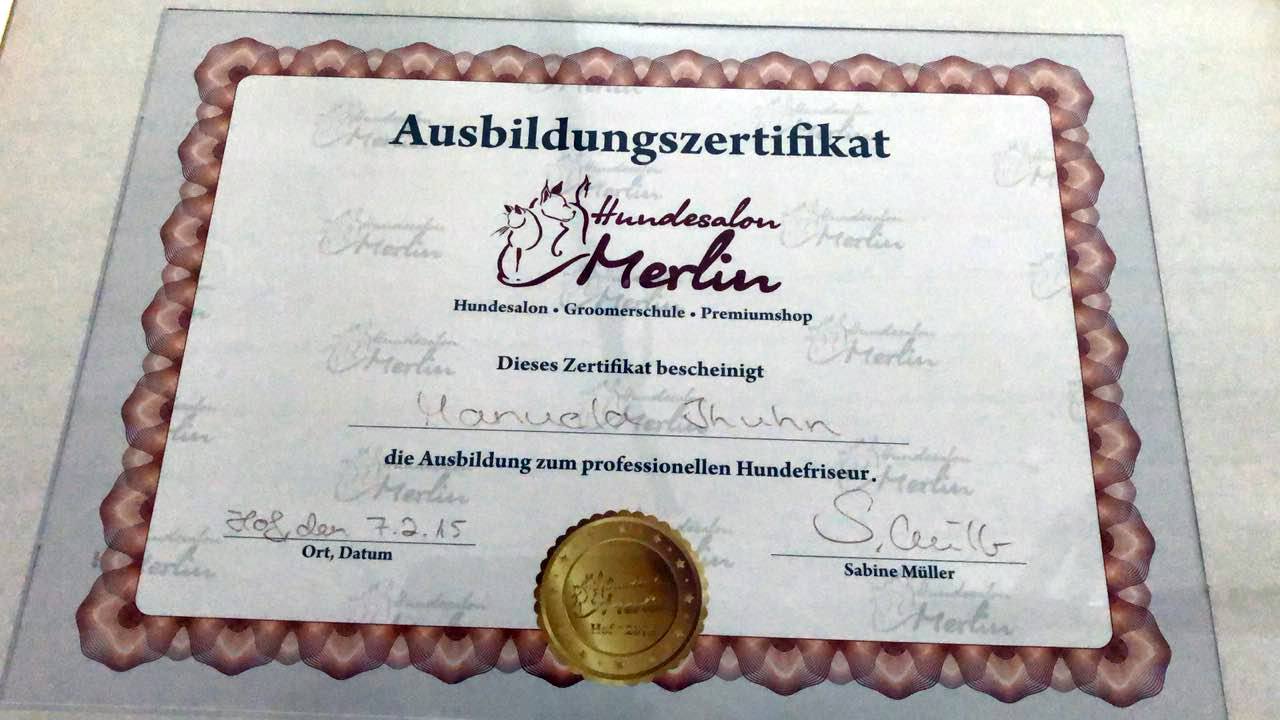 Ausbildungszertifikat
Hundesalon
Merlin
Hundesalon • Groomerschule • Premiumshop
Dieses Zertifikat bescheinigt
Manuela Thuhn
die Ausbildung zum professionellen Hundefriseur.
Hof, den 7.2.15
Ort, Datum
S. Müller
Sabine Müller